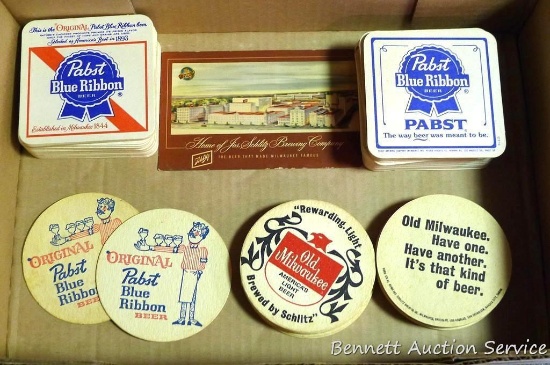 This is the ORIGINAL Pabst Blue Ribbon beer.
Selected as America's Best in 1893
Pabst
Blue Ribbon
BEER
®
Established in Milwaukee 1844
Home of Jos. Schlitz Brewing Company
Schlitz
THE BEER THAT MADE MILWAUKEE FAMOUS
Pabst
Blue Ribbon
BEER
®
PABST
The way beer was meant to be.
ORIGINAL
Pabst
Blue
Ribbon
BEER
ORIGINAL
Pabst
Blue
Ribbon
BEER
"Rewarding. Light.
Old
Milwaukee
AMERICA'S
LIGHT
BEER
Brewed by Schlitz"
Old Milwaukee.
Have one.
Have another.
It's that kind
of beer.
Bennett Auction Service